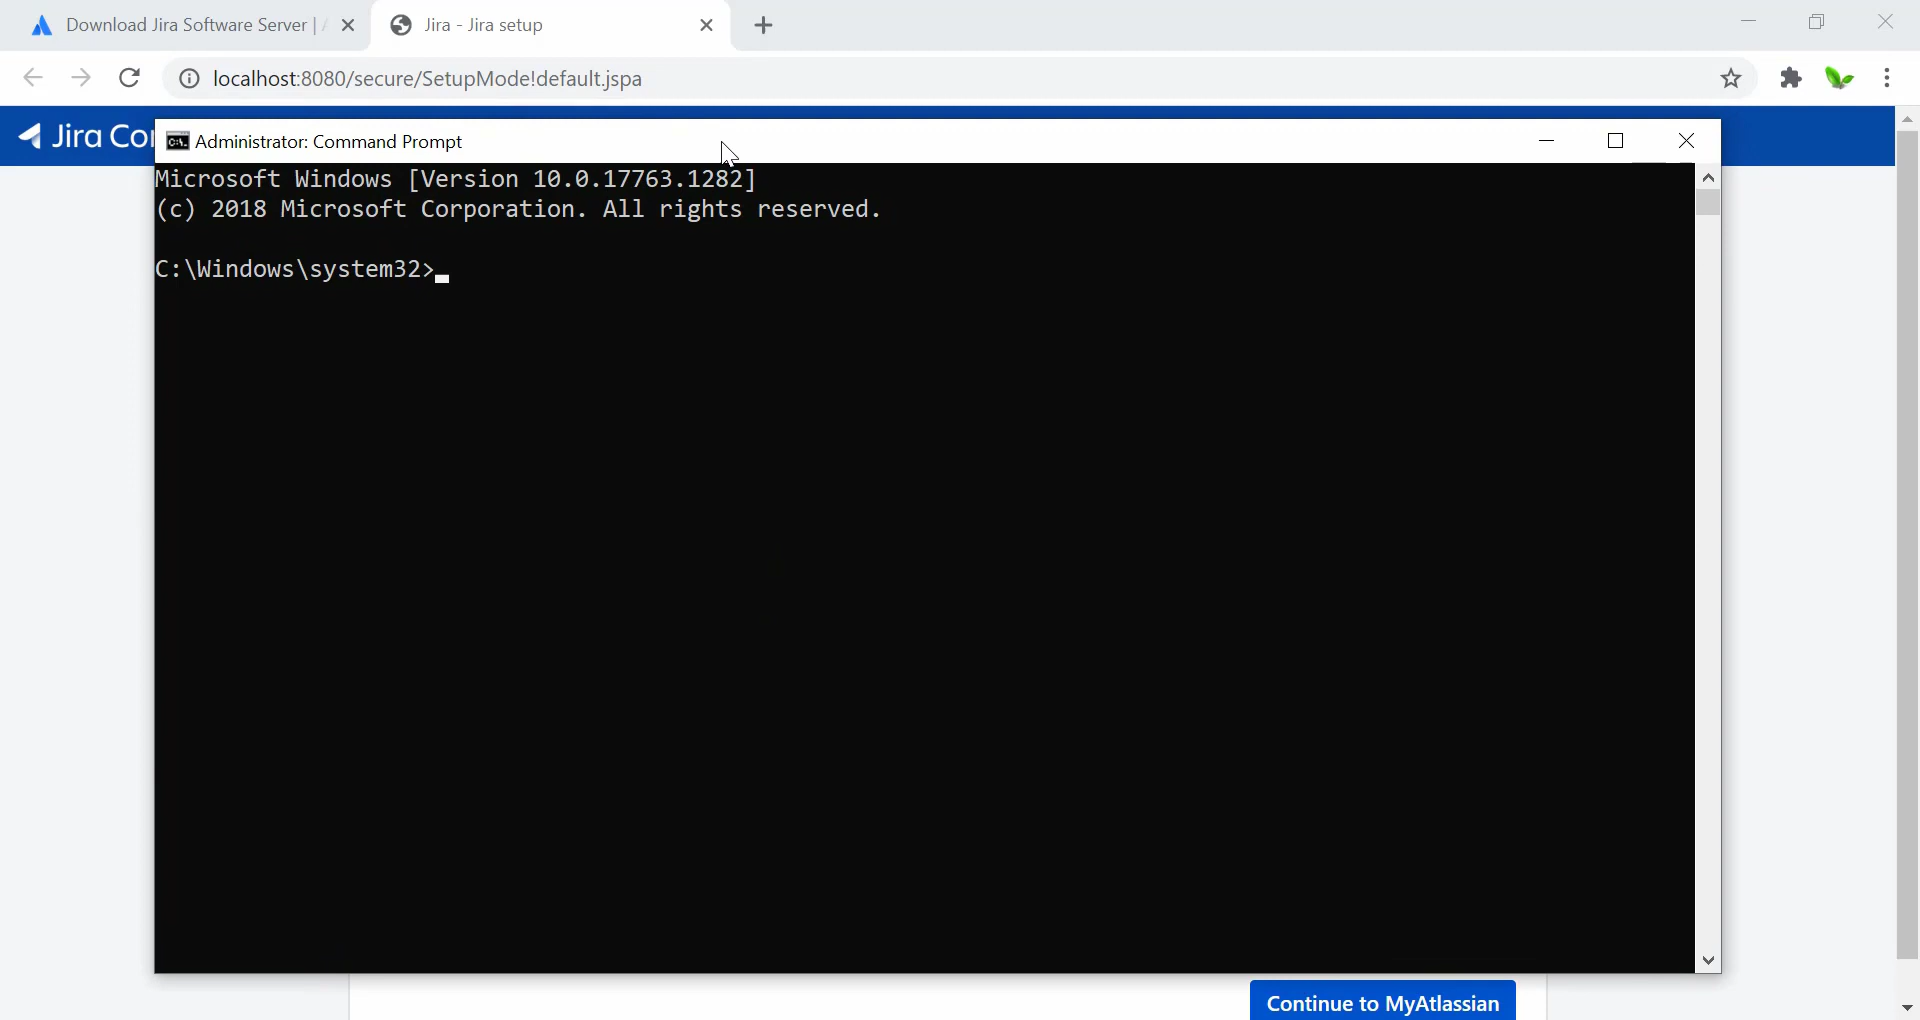 Download Jira Software Server |
Jira - Jira setup
localhost:8080/secure/SetupMode!default.jspa
Jira
Administrator: Command Prompt
Microsoft Windows [Version 10.0.17763.1282]
(c) 2018 Microsoft Corporation. All rights reserved.
C:\Windows\system32>
Continue to MyAtlassian